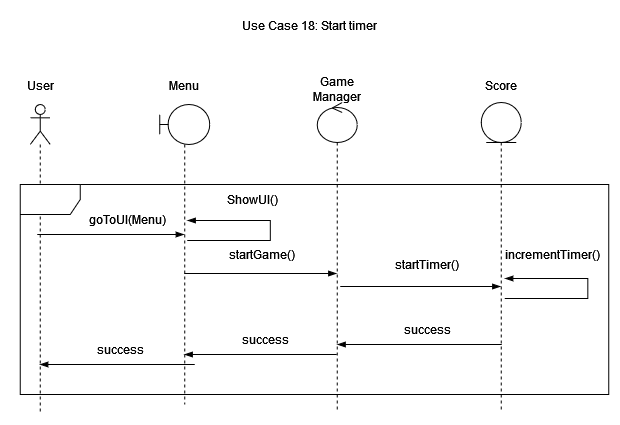 Use Case 18: Start timer
User
Menu
Game
Manager
Score
ShowUI()
goToUI(Menu)
startGame()
startTimer()
incrementTimer()
success
success
success